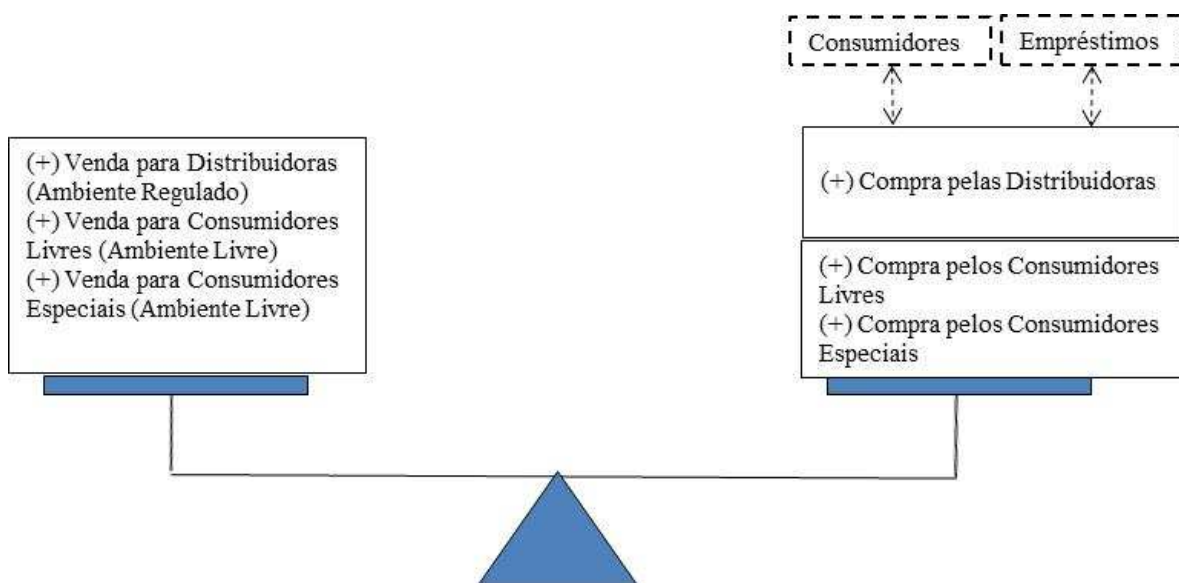 Consumidores
Empréstimos
(+) Venda para Distribuidoras
(Ambiente Regulado)
(+) Venda para Consumidores
Livres (Ambiente Livre)
(+) Venda para Consumidores
Especiais (Ambiente Livre)
(+) Compra pelas Distribuidoras
(+) Compra pelos Consumidores
Livres
(+) Compra pelos Consumidores
Especiais